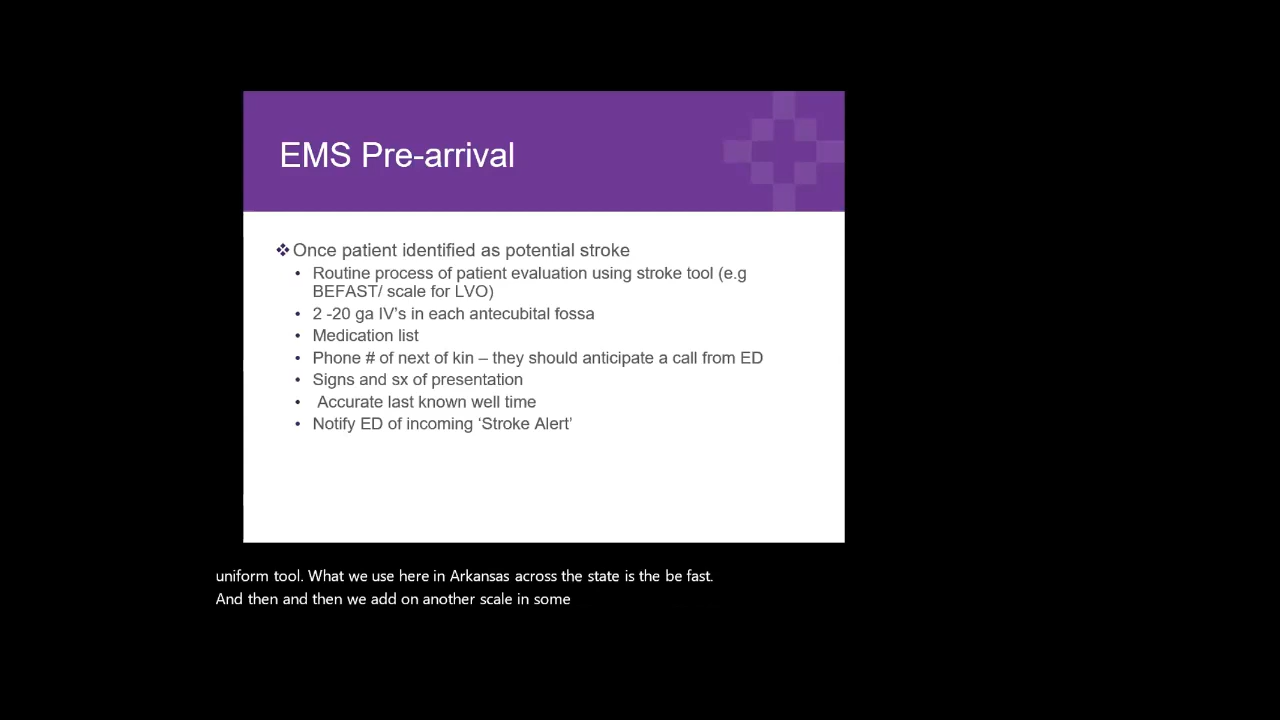 EMS Pre-arrival
❖Once patient identified as potential stroke
• Routine process of patient evaluation using stroke tool (e.g
BEFAST/ scale for LVO)
• 2 -20 ga IV's in each antecubital fossa
• Medication list
• Phone # of next of kin – they should anticipate a call from ED
• Signs and sx of presentation
• Accurate last known well time
• Notify ED of incoming ‘Stroke Alert’
uniform tool. What we use here in Arkansas across the state is the be fast.
And then and then we add on another scale in some